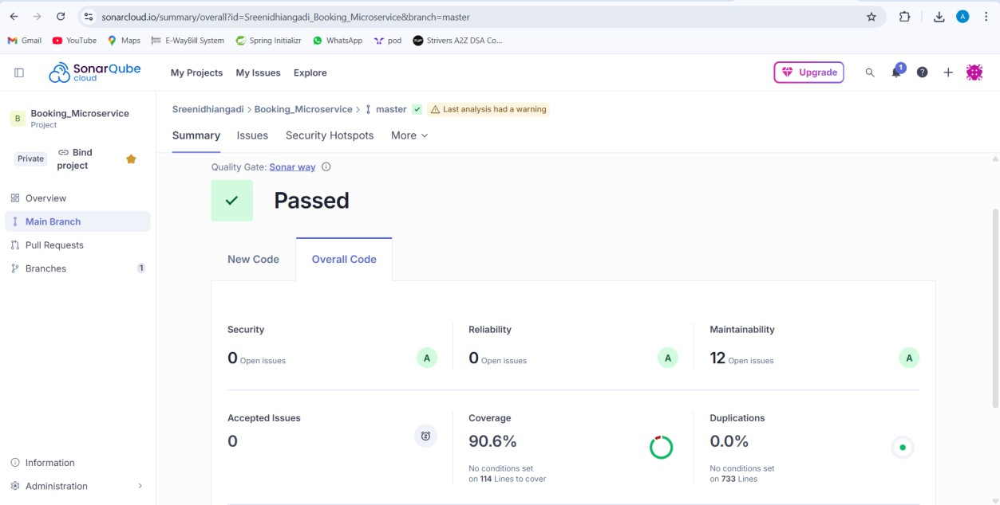 sonarcloud.io/summary/overall?id=Sreenidhiangadi_Booking_Microservice&branch=master
A
Gmail YouTube Maps E-WayBill System Spring Initializr WhatsApp pod Strivers A2Z DSA Co...
SonarQube
cloud
My Projects My Issues Explore
Upgrade
1
B
Booking_Microservice
Project
Private
Bind
project
Overview
Main Branch
Pull Requests
Branches 1
Information
Administration
Sreenidhiangadi > Booking_Microservice > master Last analysis had a warning
Summary Issues Security Hotspots More
Quality Gate: Sonar way
Passed
New Code Overall Code
Security
0 Open issues A
Reliability
0 Open issues A
Maintainability
12 Open issues A
Accepted Issues
0
Coverage
90.6%
No conditions set
on 114 Lines to cover
Duplications
0.0%
No conditions set
on 733 Lines